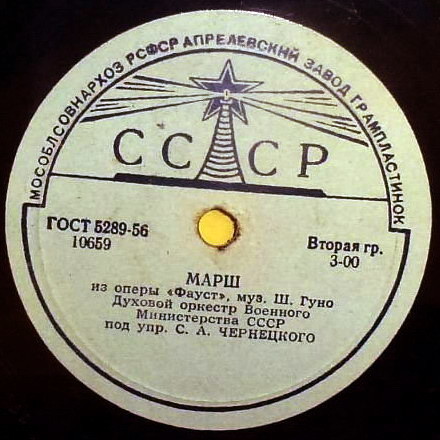 МОСОБЛСОВНАРХОЗ РСФСР АПРЕЛЕВСКИЙ ЗАВОД ГРАМПЛАСТИНОК
СССР
ГОСТ 5289-56
10659
Вторая гр.
3-00
МАРШ
из оперы «Фауст», муз. Ш. Гуно
Духовой оркестр Военного
Министерства СССР
под упр. С. А. ЧЕРНЕЦКОГО